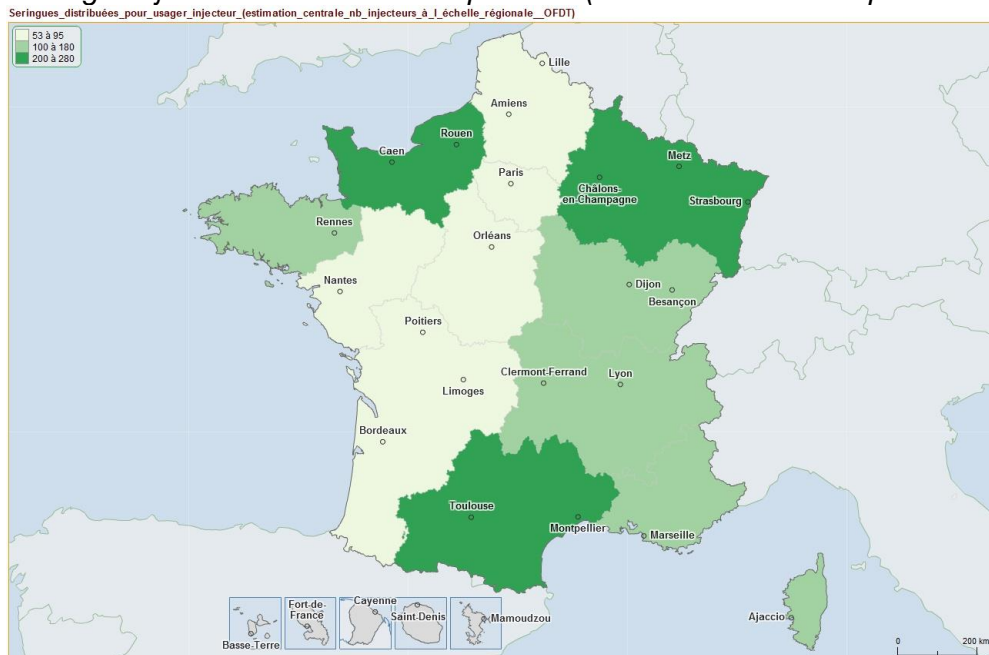 Seringues_distribuées_pour_usager_injecteur_(estimation_centrale_nb_injecteurs_à_l_échelle_régionale__OFDT)
53 à 95
100 à 180
200 à 280
Lille
Amiens
Rouen
Caen
Metz
Paris
Châlons-
en-Champagne
Strasbourg
Rennes
Orléans
Nantes
Dijon
Besançon
Poitiers
Clermont-Ferrand
Lyon
Limoges
Bordeaux
Toulouse
Montpellier
Marseille
Ajaccio
Basse-Terre
Fort-de-
France
Cayenne
Saint-Denis
Mamoudzou
0
200 km